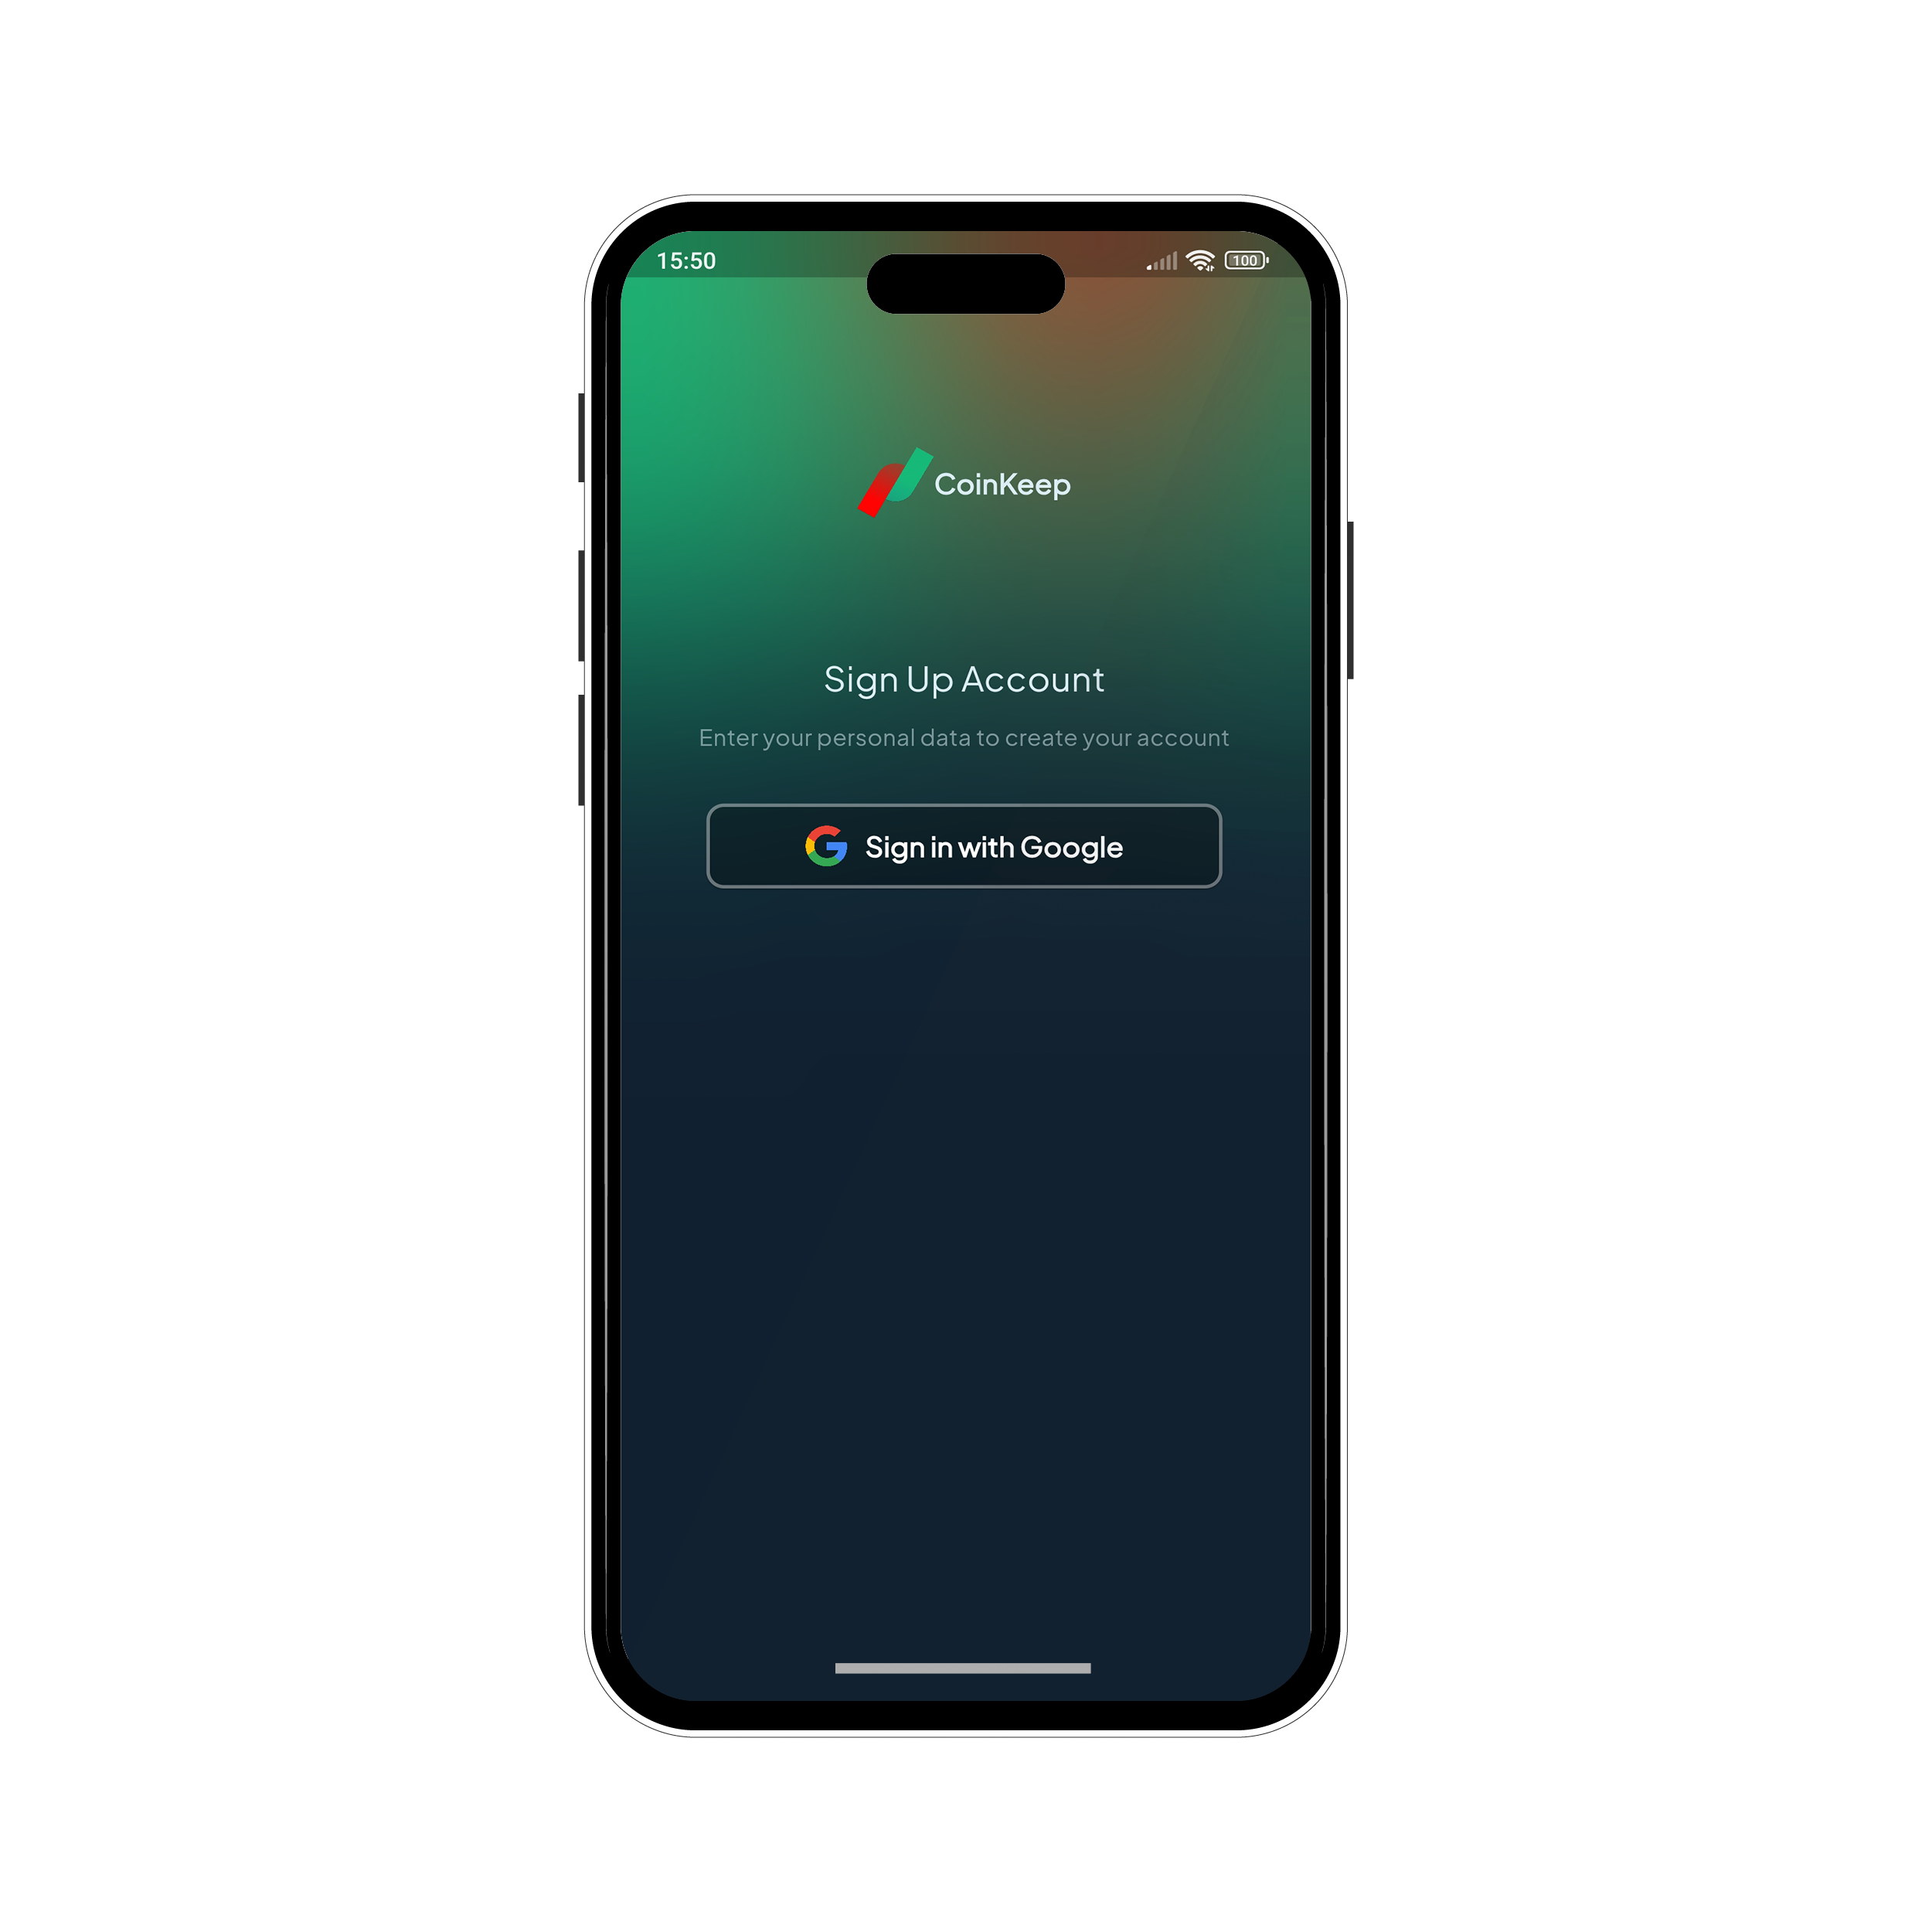 15:50
100
CoinKeep
Sign Up Account
Enter your personal data to create your account
Sign in with Google